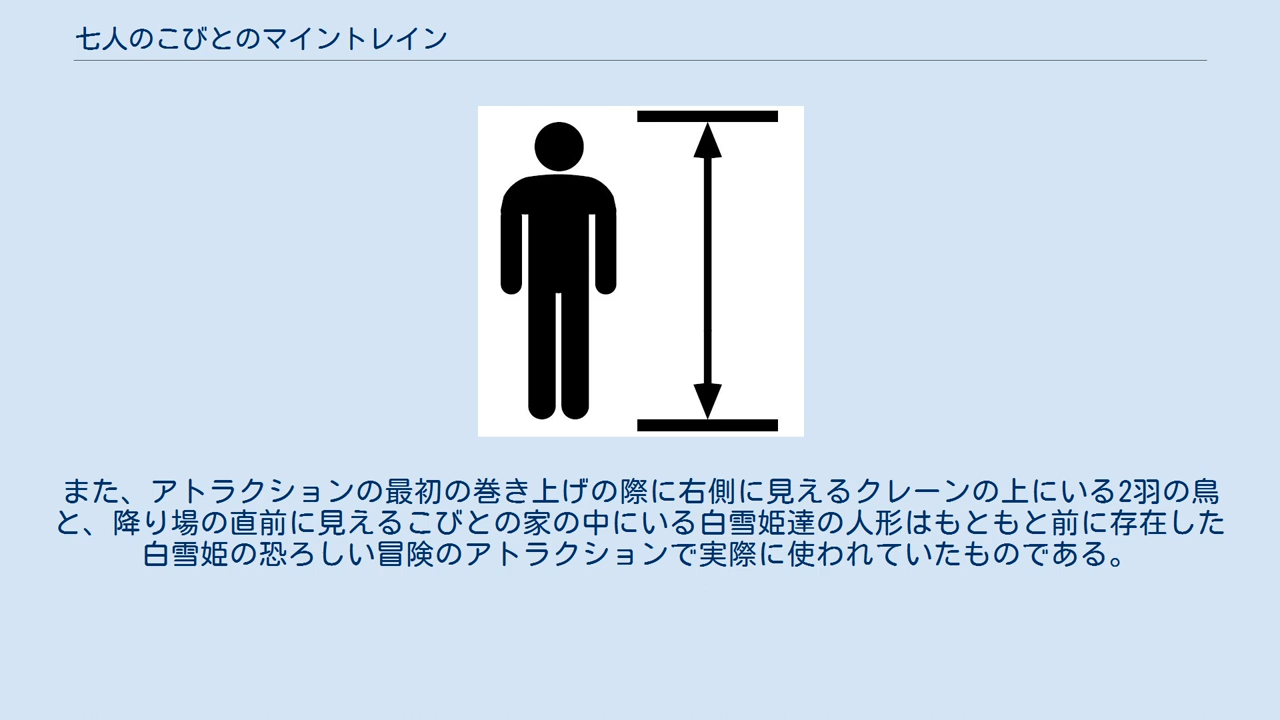 七人のこびとのマイントレイン
また、アトラクションの最初の巻き上げの際に右側に見えるクレーンの上にいる2羽の鳥
と、降り場の直前に見えるこびとの家の中にいる白雪姫達の人形はもともと前に存在した
白雪姫の恐ろしい冒険のアトラクションで実際に使われていたものである。